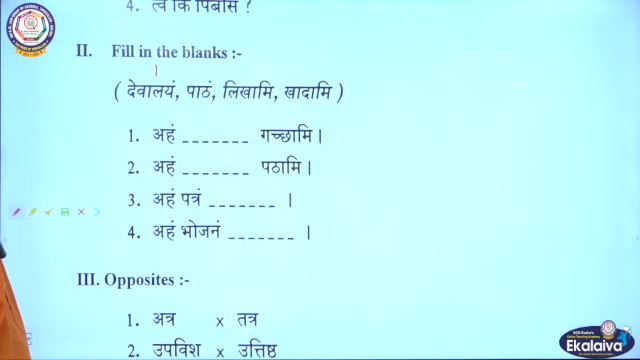 4. त्वं किं पिबसि ?
II. Fill in the blanks :-
( देवालयं, पाठं, लिखामि, खादामि )
1. अहं _______ गच्छामि ।
2. अहं _______ पठामि ।
3. अहं पत्रं _______ ।
4. अहं भोजनं _______ ।
III. Opposites :-
1. अत्र x तत्र
2. उपविश x उत्तिष्ठ
Ekalaiva